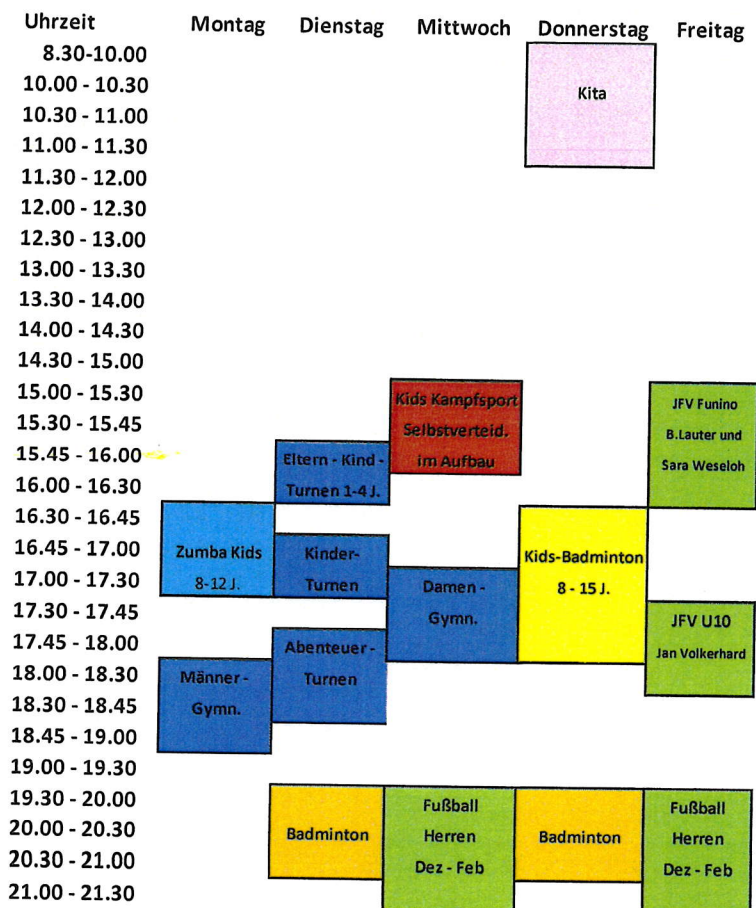 Uhrzeit Montag Dienstag Mittwoch Donnerstag Freitag
8.30-10.00
10.00 - 10.30 Kita
10.30 - 11.00
11.00 - 11.30
11.30 - 12.00
12.00 - 12.30
12.30 - 13.00
13.00 - 13.30
13.30 - 14.00
14.00 - 14.30
14.30 - 15.00
15.00 - 15.30 Kids Kampfsport JFV Funino
15.30 - 15.45 Selbstverteid. B.Lauter und
15.45 - 16.00 Eltern - Kind - im Aufbau Sara Weseloh
16.00 - 16.30 Turnen 1-4 J.
16.30 - 16.45
16.45 - 17.00 Zumba Kids Kinder- Kids-Badminton
17.00 - 17.30 8-12 J. Turnen Damen - 8 - 15 J.
17.30 - 17.45 Gymn. JFV U10
17.45 - 18.00 Abenteuer - Jan Volkerhard
18.00 - 18.30 Männer - Turnen
18.30 - 18.45 Gymn.
18.45 - 19.00
19.00 - 19.30
19.30 - 20.00 Fußball Fußball
20.00 - 20.30 Badminton Herren Badminton Herren
20.30 - 21.00 Dez - Feb Dez - Feb
21.00 - 21.30